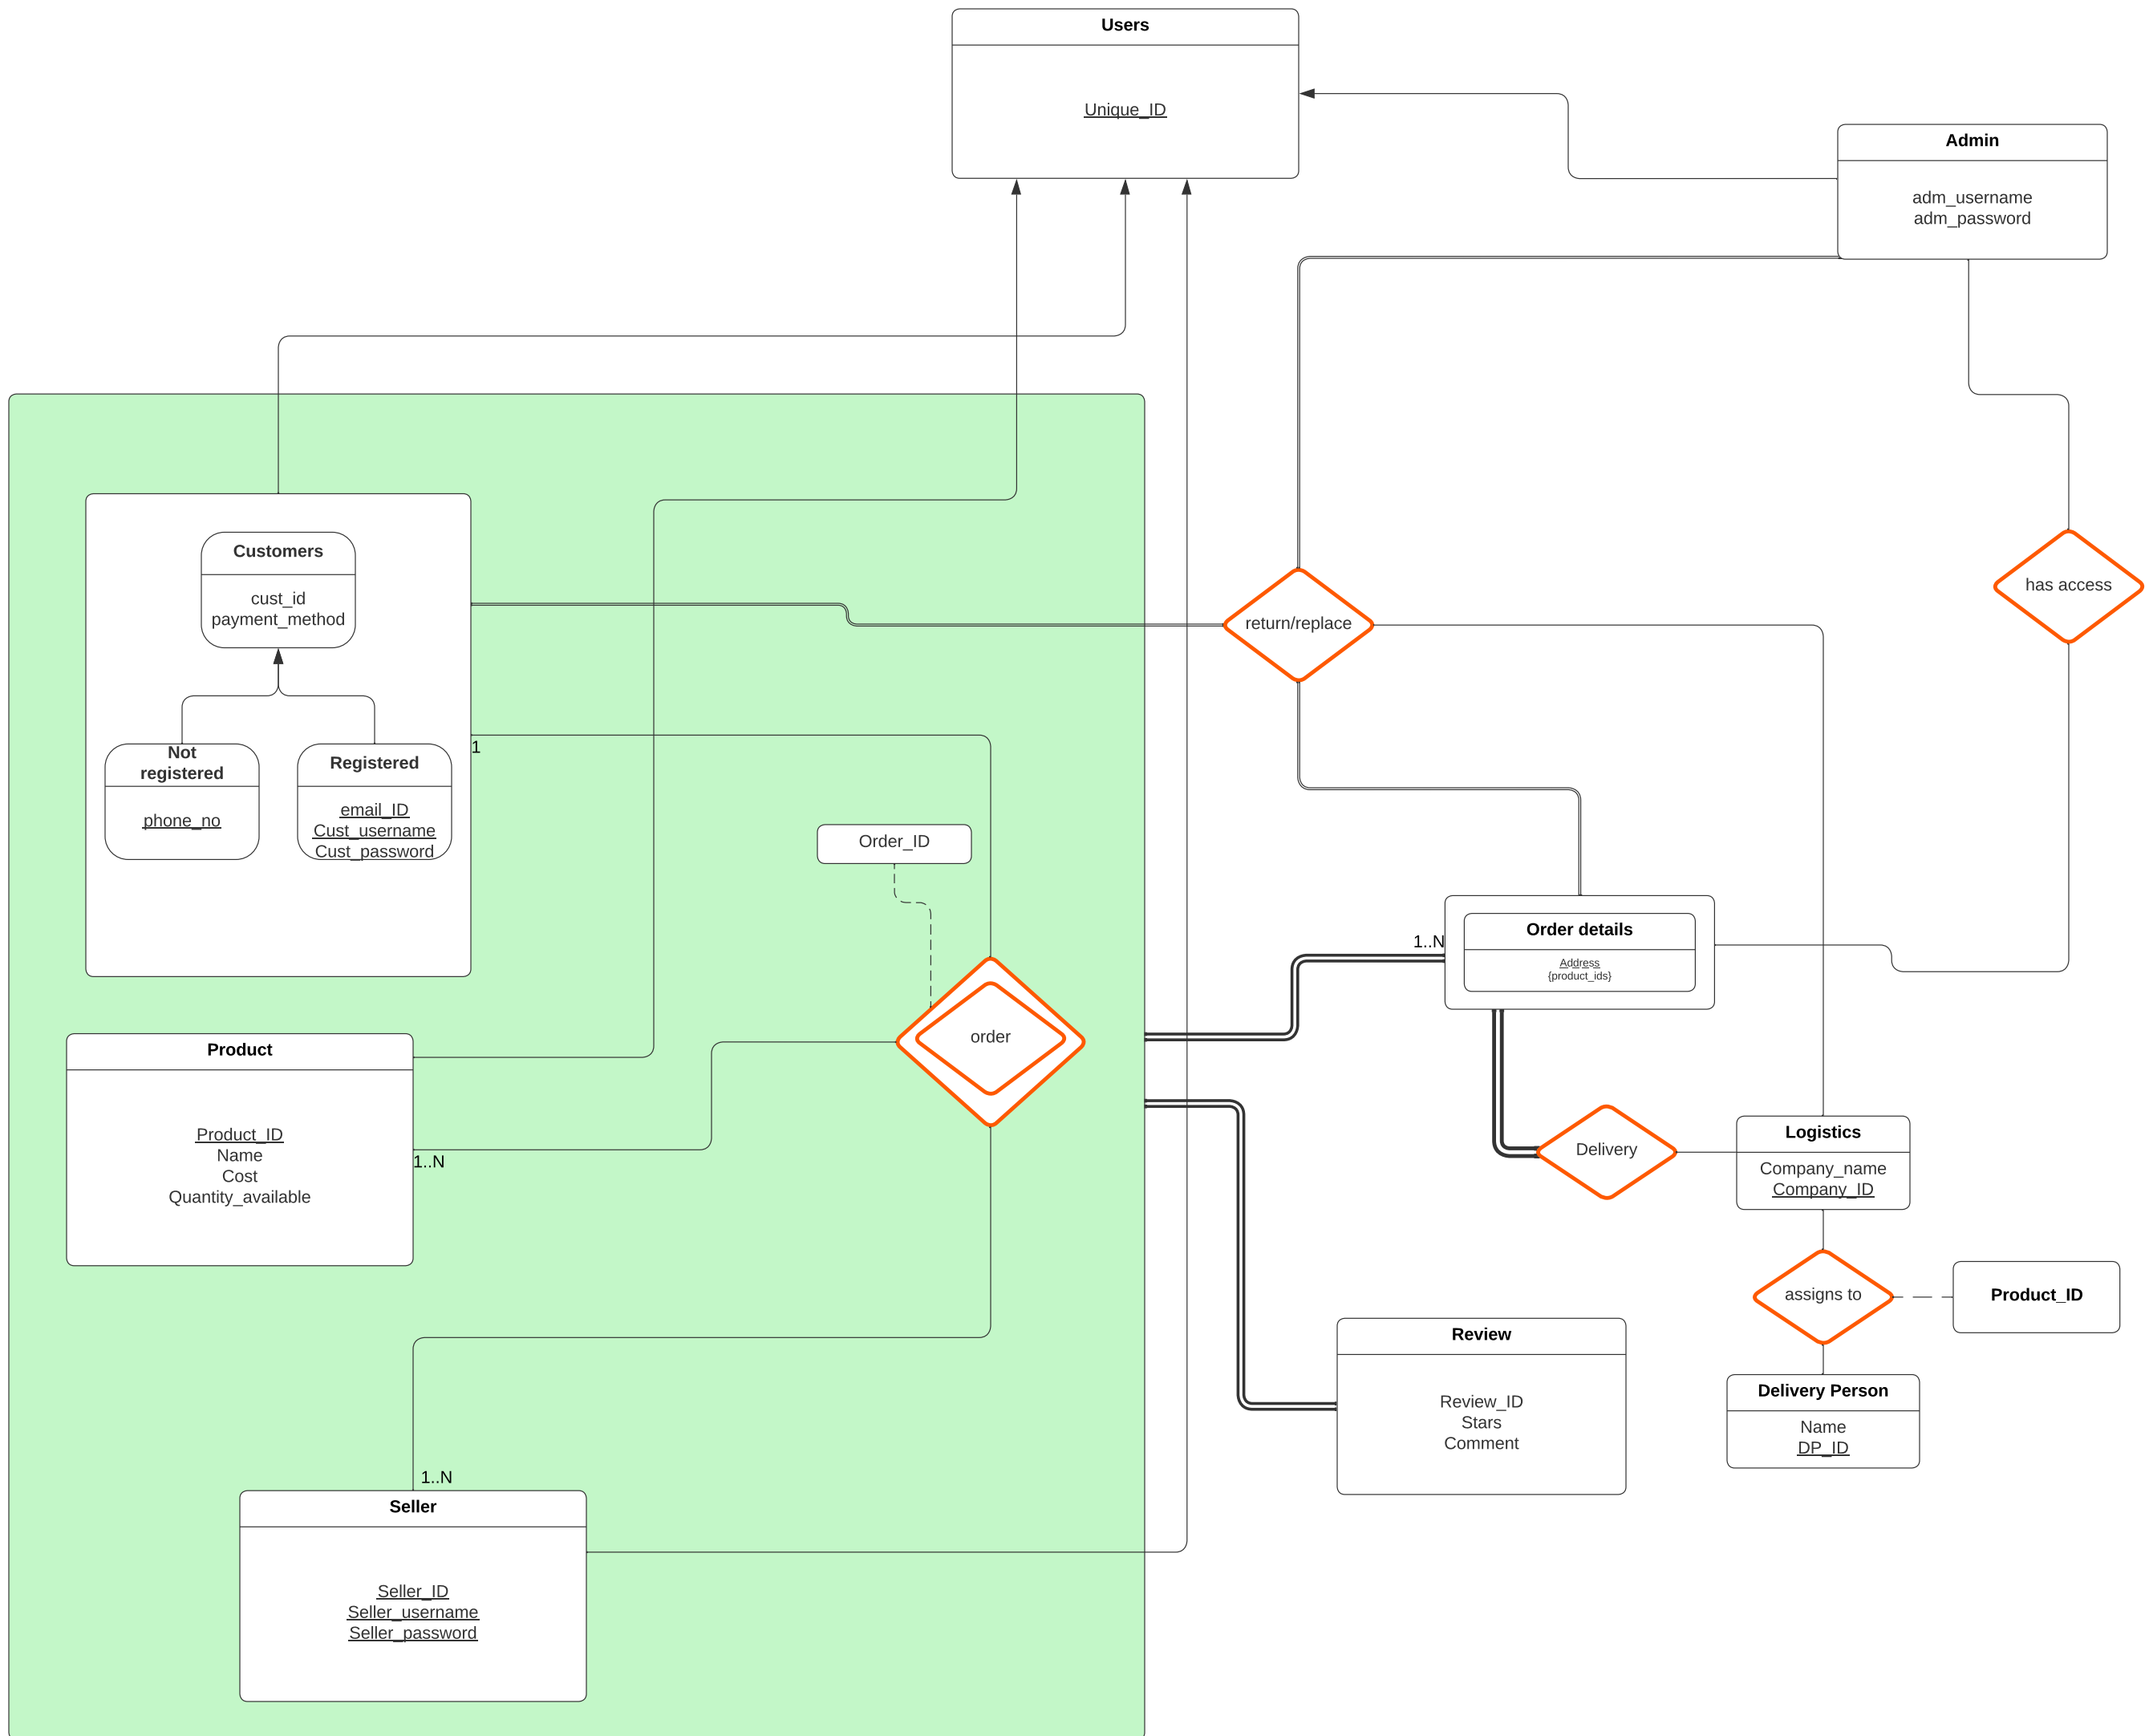 Users
Unique_ID
Admin
adm_username
adm_password
Customers
cust_id
payment_method
return/replace
has access
1
Not
registered
phone_no
Registered
email_ID
Cust_username
Cust_password
Order_ID
Order details
Address
{product_ids}
1..N
order
Product
Product_ID
Name
Cost
Quantity_available
1..N
Delivery
Logistics
Company_name
Company_ID
assigns to
Product_ID
Review
Review_ID
Stars
Comment
Delivery Person
Name
DP_ID
1..N
Seller
Seller_ID
Seller_username
Seller_password